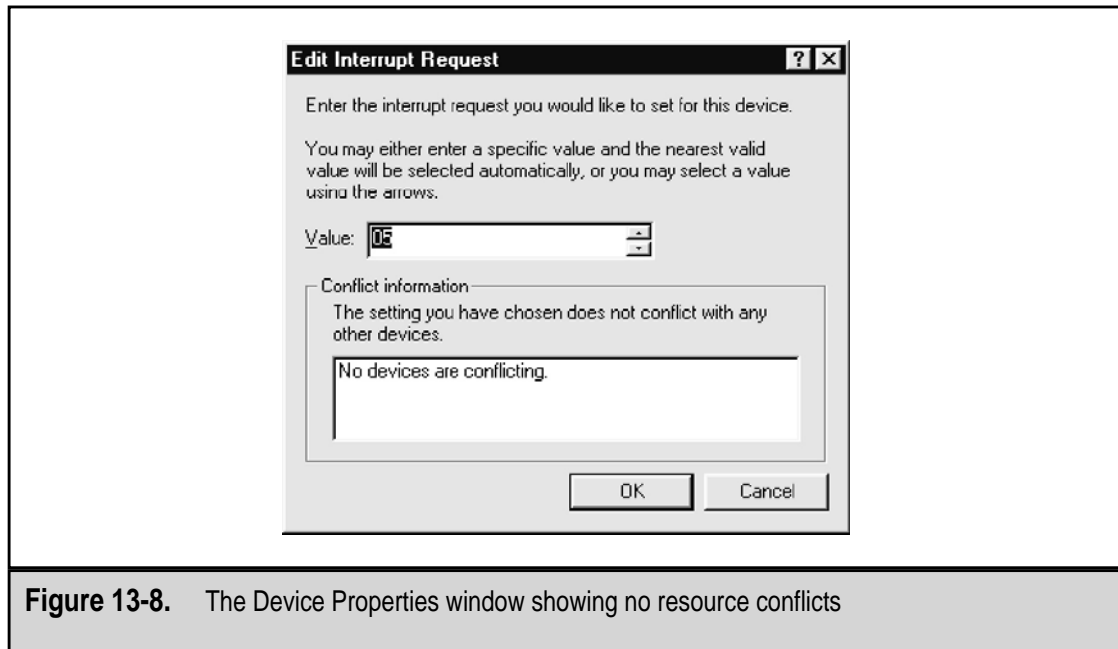 Edit Interrupt Request
Enter the interrupt request you would like to set for this device.
You may either enter a specific value and the nearest valid
value will be selected automatically, or you may select a value
using the arrows.
Value: 05
Conflict information
The setting you have chosen does not conflict with any
other devices.
No devices are conflicting.
OK Cancel
Figure 13-8. The Device Properties window showing no resource conflicts